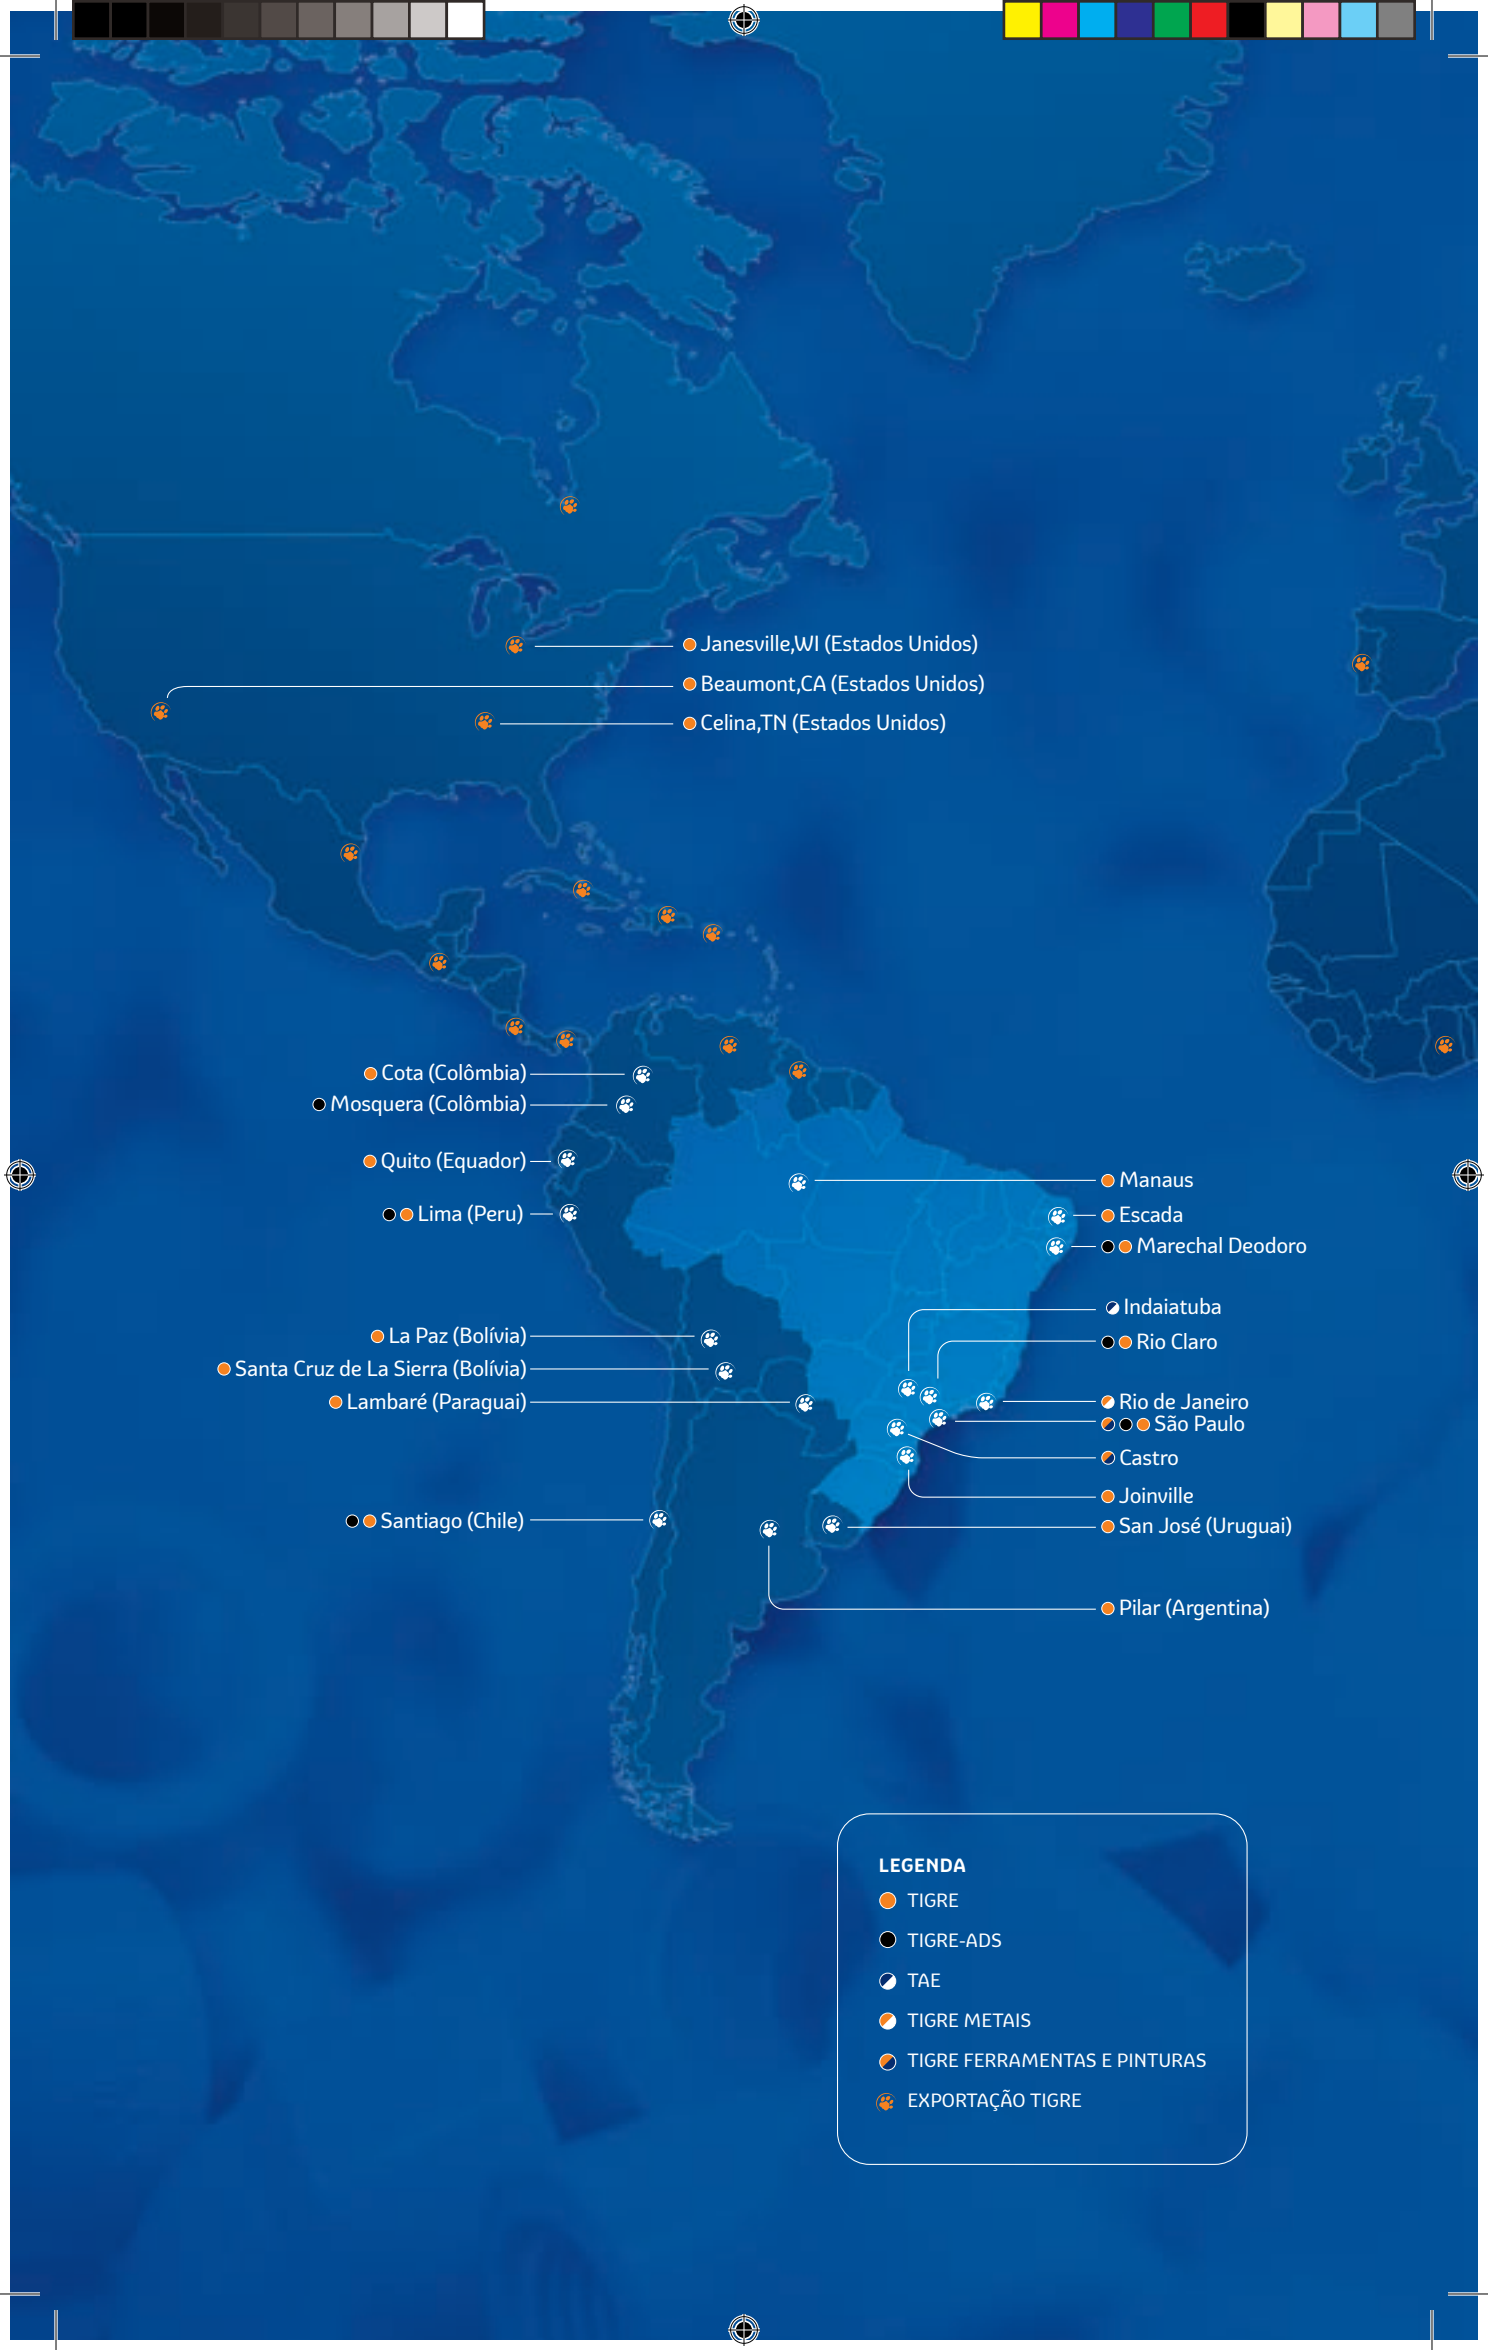 Janesville,WI (Estados Unidos)
Beaumont,CA (Estados Unidos)
Celina,TN (Estados Unidos)
Cota (Colômbia)
Mosquera (Colômbia)
Quito (Equador)
Lima (Peru)
La Paz (Bolívia)
Santa Cruz de La Sierra (Bolívia)
Lambaré (Paraguai)
Santiago (Chile)
Manaus
Escada
Marechal Deodoro
Indaiatuba
Rio Claro
Rio de Janeiro
São Paulo
Castro
Joinville
San José (Uruguai)
Pilar (Argentina)
LEGENDA
TIGRE
TIGRE-ADS
TAE
TIGRE METAIS
TIGRE FERRAMENTAS E PINTURAS
EXPORTAÇÃO TIGRE